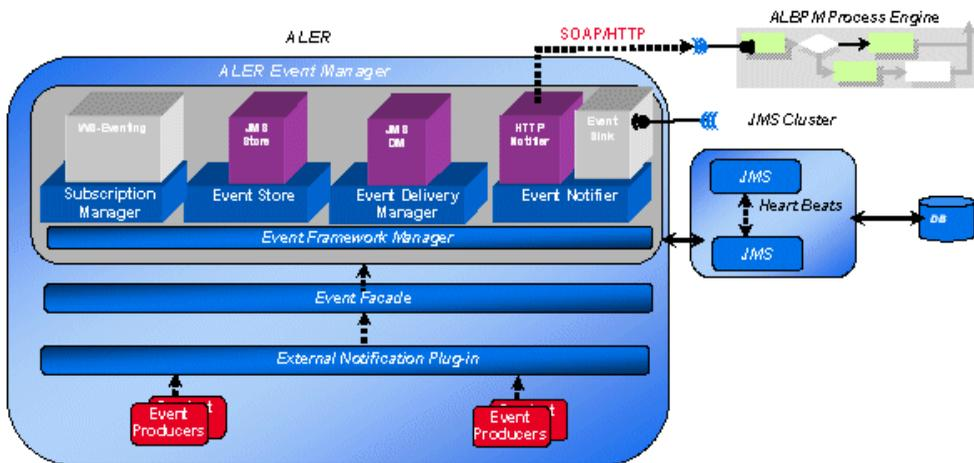 ALBPM Process Engine
ALER
SOAP/HTTP
ALER Event Manager
WS-Eventing
JMS
Store
JMS
DM
HTTP
Notifier
Event
Sink
JMS Cluster
Subscription
Manager
Event Store
Event Delivery
Manager
Event Notifier
JMS
Heart Beats
JMS
DB
Event Framework Manager
Event Facade
External Notification Plug-in
Event
Producers
Event
Producers